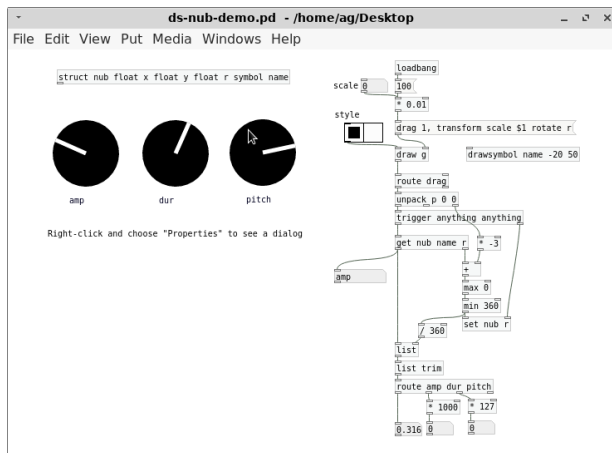 ds-nub-demo.pd - /home/ag/Desktop
File Edit View Put Media Windows Help
struct nub float x float y float r symbol name
amp
dur
pitch
Right-click and choose "Properties" to see a dialog
loadbang
scale 0
100
* 0.01
style
drag 1, transform scale $1 rotate r
draw g
drawsymbol name -20 50
route drag
unpack p 0 0
trigger anything anything
get nub name r
* -3
amp
+
max 0
min 360
set nub r
/ 360
list
list trim
route amp dur pitch
* 1000
* 127
0.316
0
0